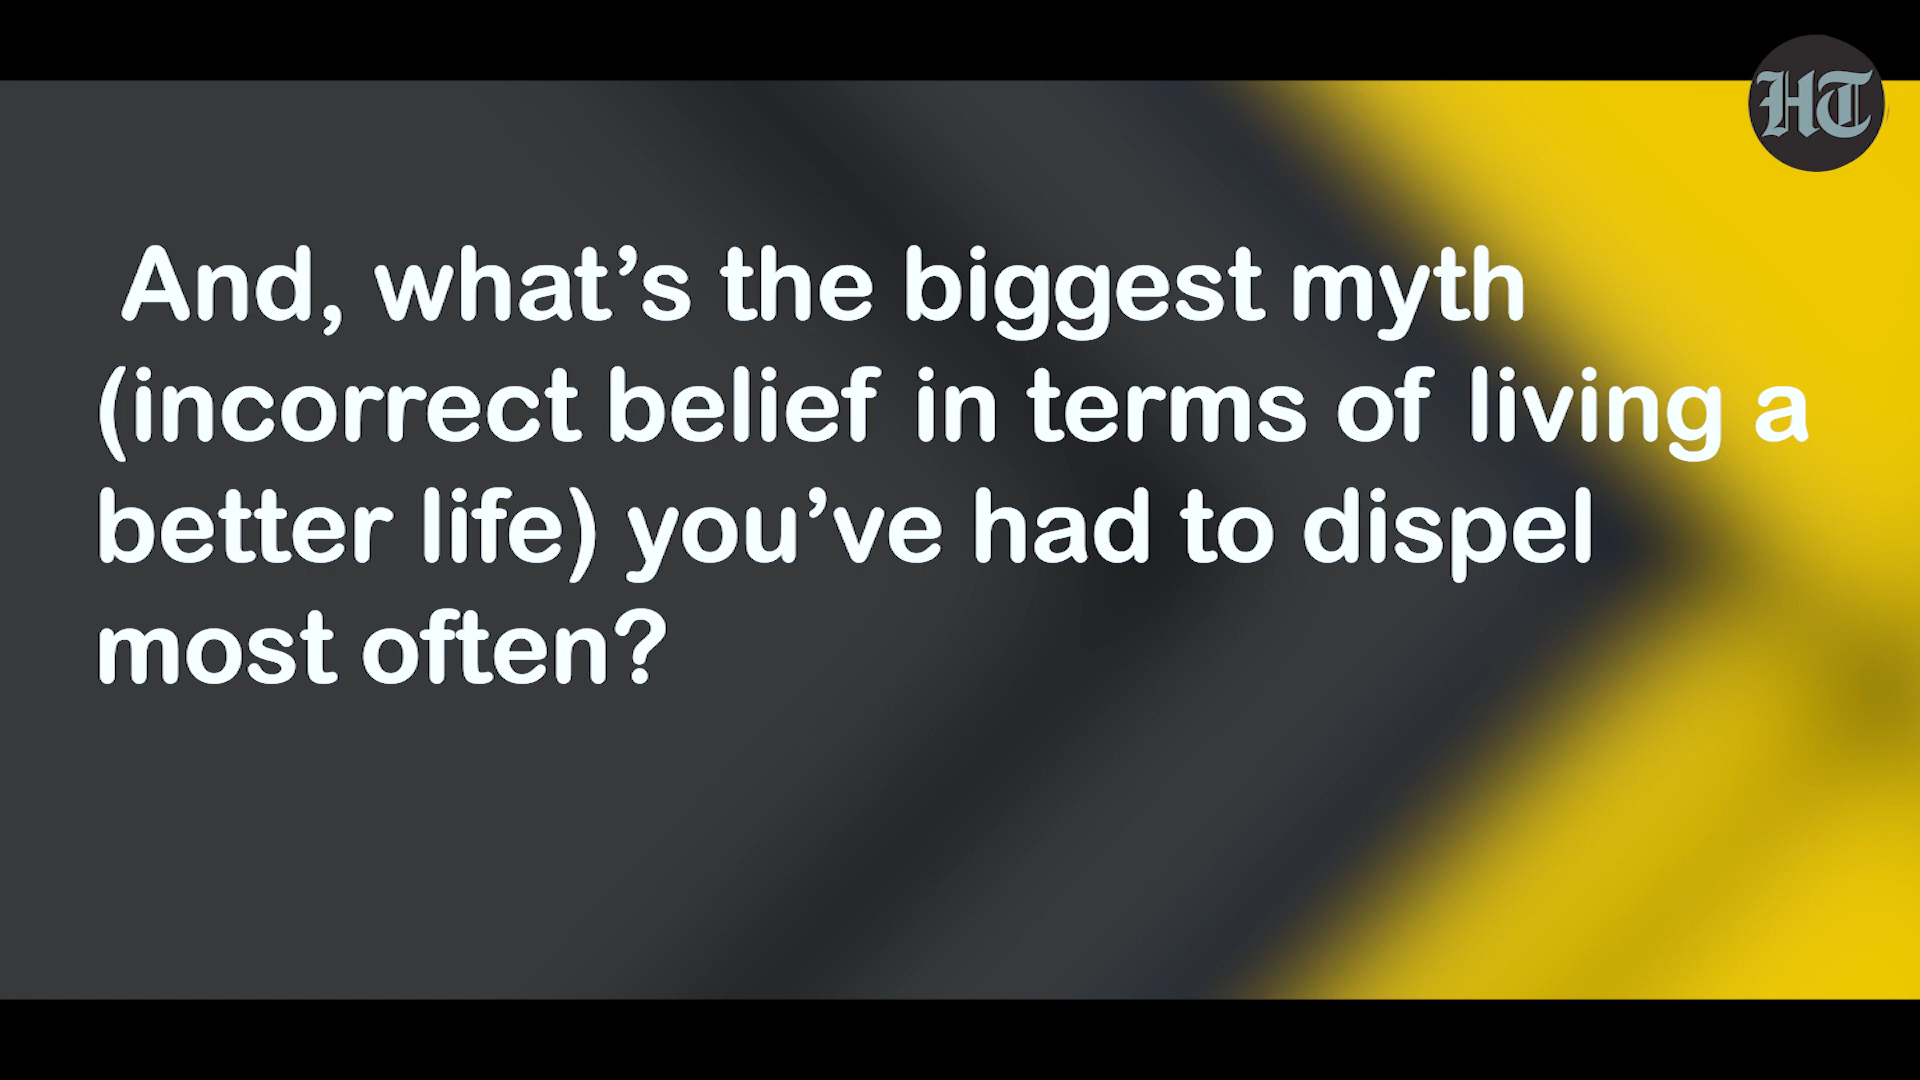 HT
And, what’s the biggest myth
(incorrect belief in terms of living a
better life) you’ve had to dispel
most often?